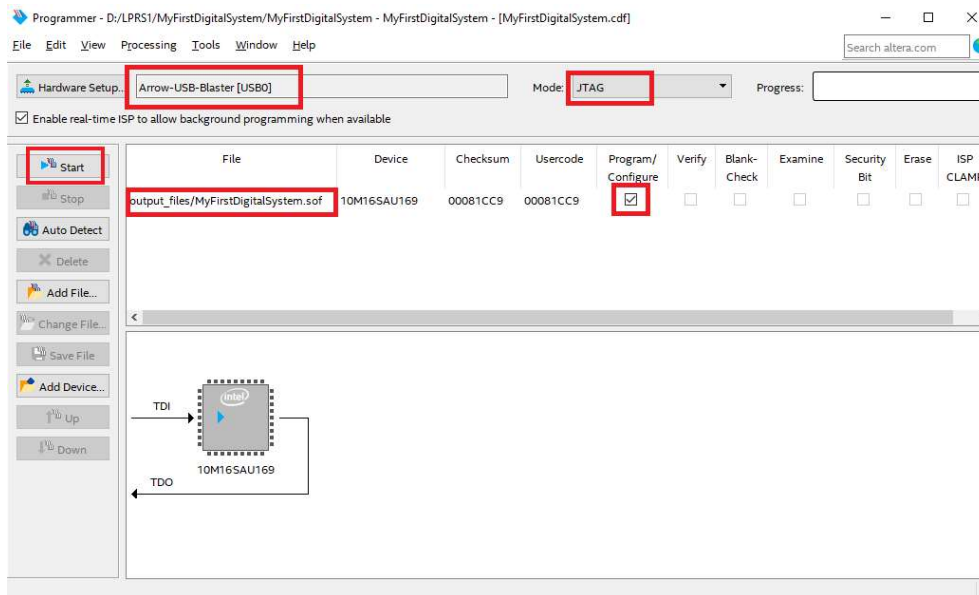 Programmer - D:/LPRS1/MyFirstDigitalSystem/MyFirstDigitalSystem - MyFirstDigitalSystem - [MyFirstDigitalSystem.cdf]
File Edit View Processing Tools Window Help
Search altera.com
Hardware Setup... Arrow-USB-Blaster [USB0] Mode: JTAG Progress:
Enable real-time ISP to allow background programming when available
Start
Stop
Auto Detect
Delete
Add File...
Change File...
Save File
Add Device...
Up
Down
File Device Checksum Usercode Program/ Verify Blank- Examine Security Erase ISP
Configure Check Bit CLAMP
output_files/MyFirstDigitalSystem.sof 10M16SAU169 00081CC9 00081CC9
TDI
intel
10M16SAU169
TDO